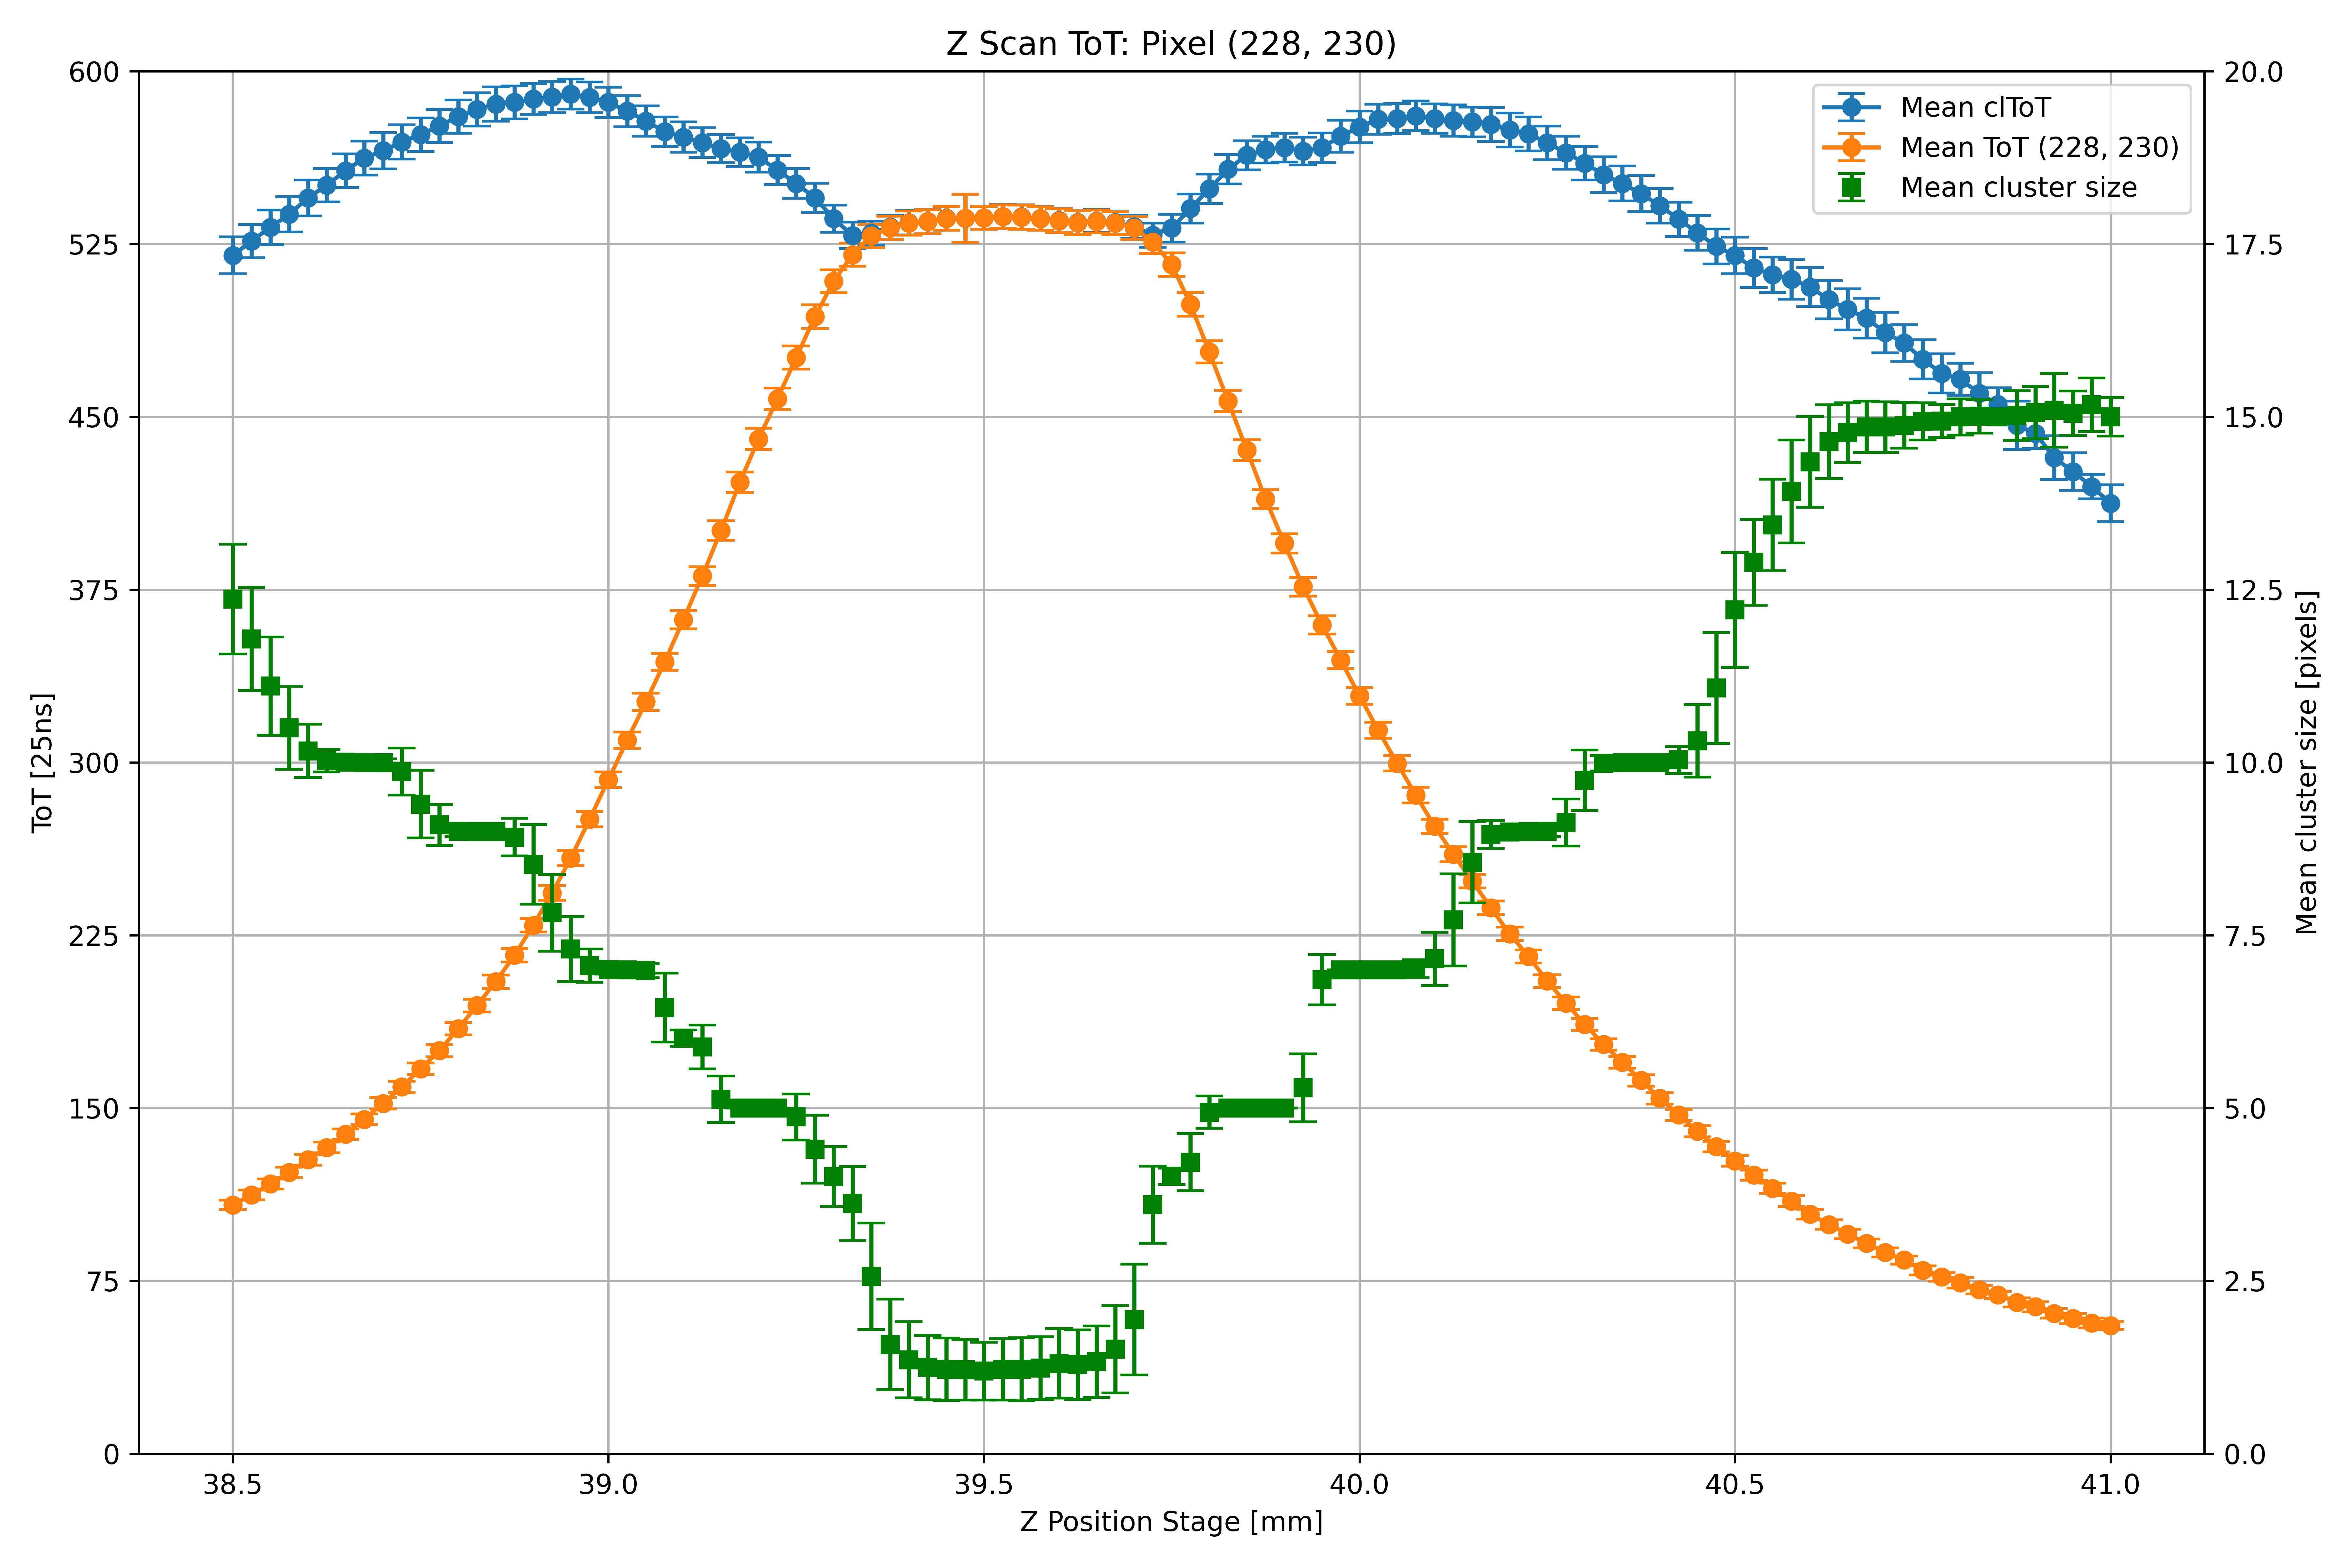 Z Scan ToT: Pixel (228, 230)
600
525
450
375
300
225
150
75
0
ToT [25ns]
20.0
17.5
15.0
12.5
10.0
7.5
5.0
2.5
0.0
Mean cluster size [pixels]
Mean clToT
Mean ToT (228, 230)
Mean cluster size
38.5 39.0 39.5 40.0 40.5 41.0
Z Position Stage [mm]